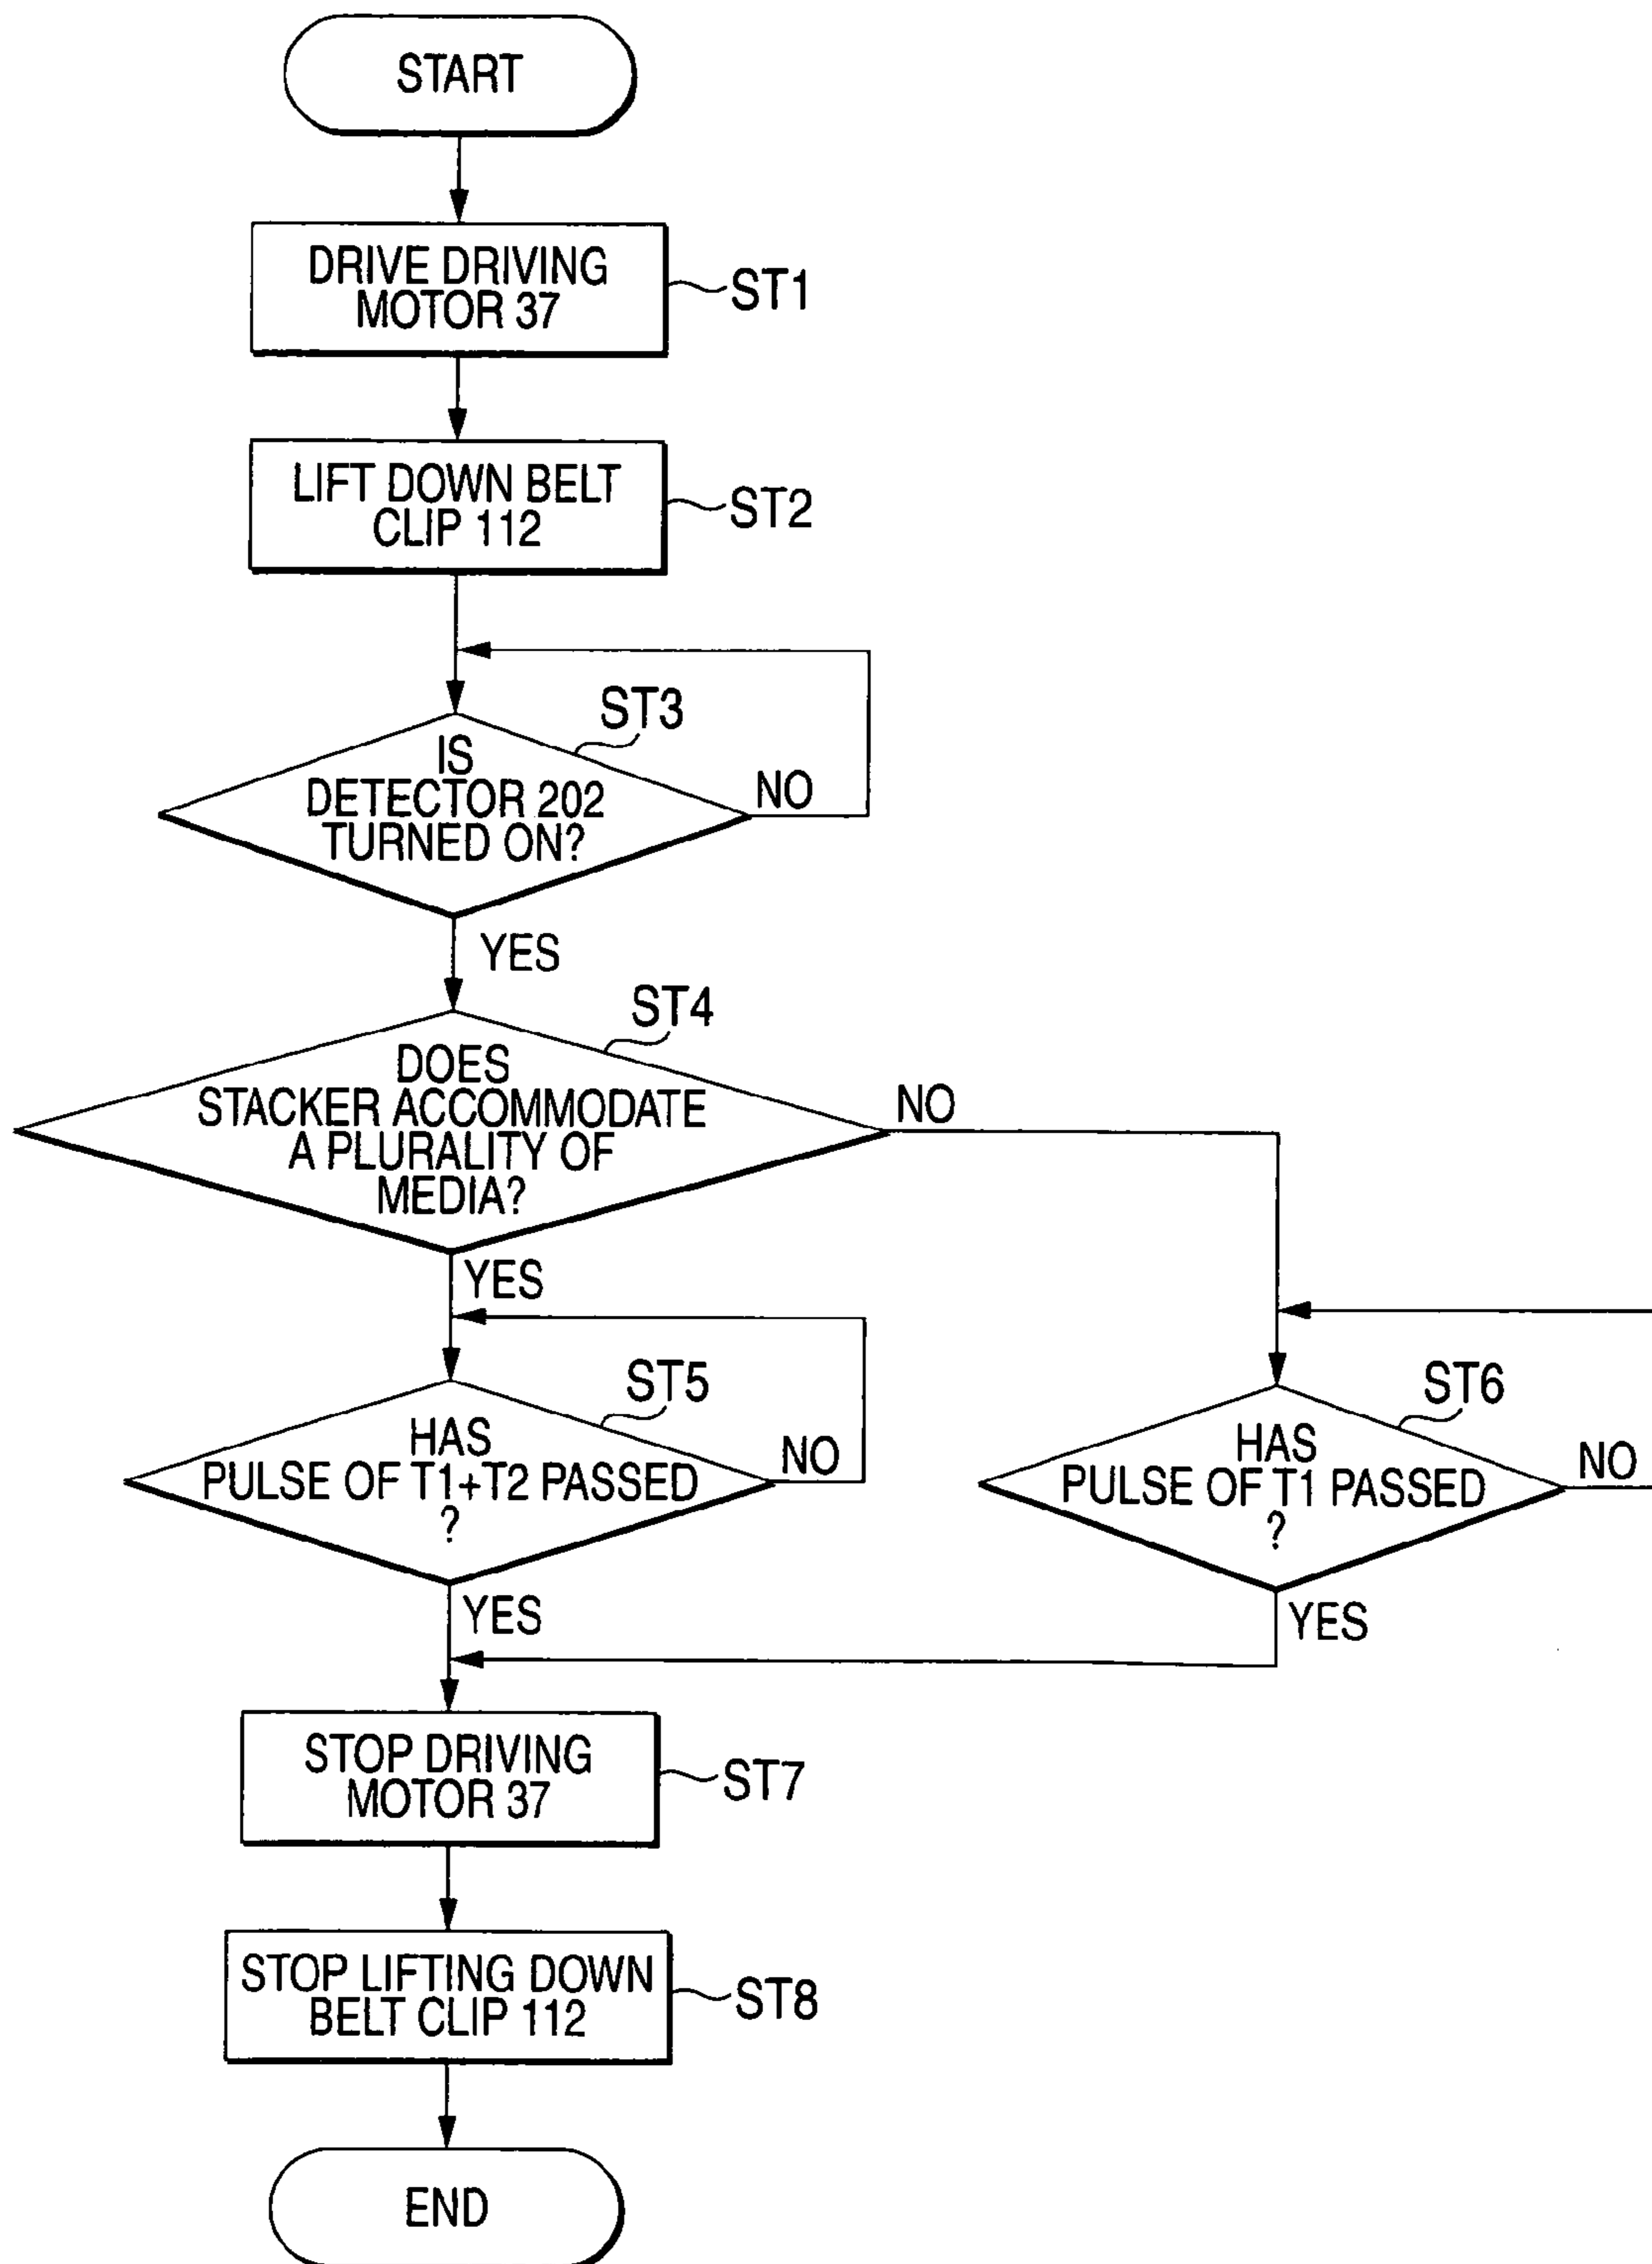 START
DRIVE DRIVING
MOTOR 37
ST1
LIFT DOWN BELT
CLIP 112
ST2
ST3
IS
DETECTOR 202
TURNED ON?
NO
YES
ST4
DOES
STACKER ACCOMMODATE
A PLURALITY OF
MEDIA?
NO
YES
ST5
HAS
PULSE OF T1+T2 PASSED
?
NO
YES
ST6
HAS
PULSE OF T1 PASSED
?
NO
YES
STOP DRIVING
MOTOR 37
ST7
STOP LIFTING DOWN
BELT CLIP 112
ST8
END